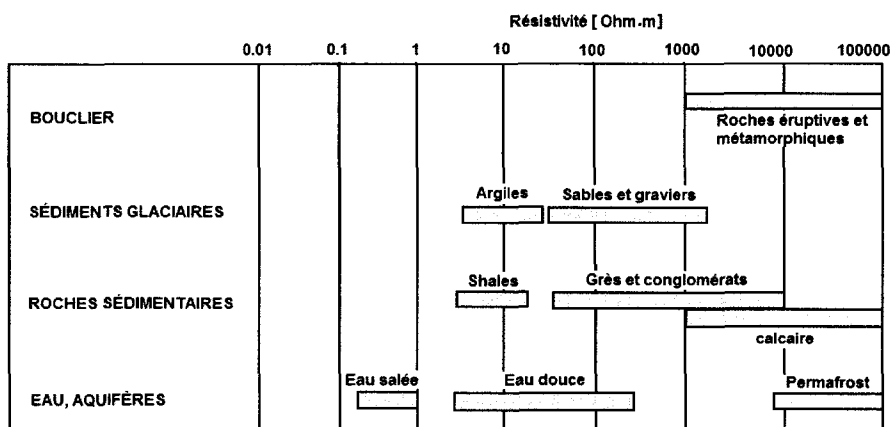 Résistivité [ Ohm.m]
0.01 0.1 1 10 100 1000 10000 100000
BOUCLIER
Roches éruptives et
métamorphiques
Argiles Sables et graviers
SÉDIMENTS GLACIAIRES
Shales Grès et conglomérats
ROCHES SÉDIMENTAIRES
calcaire
Eau salée Eau douce Permafrost
EAU, AQUIFÈRES